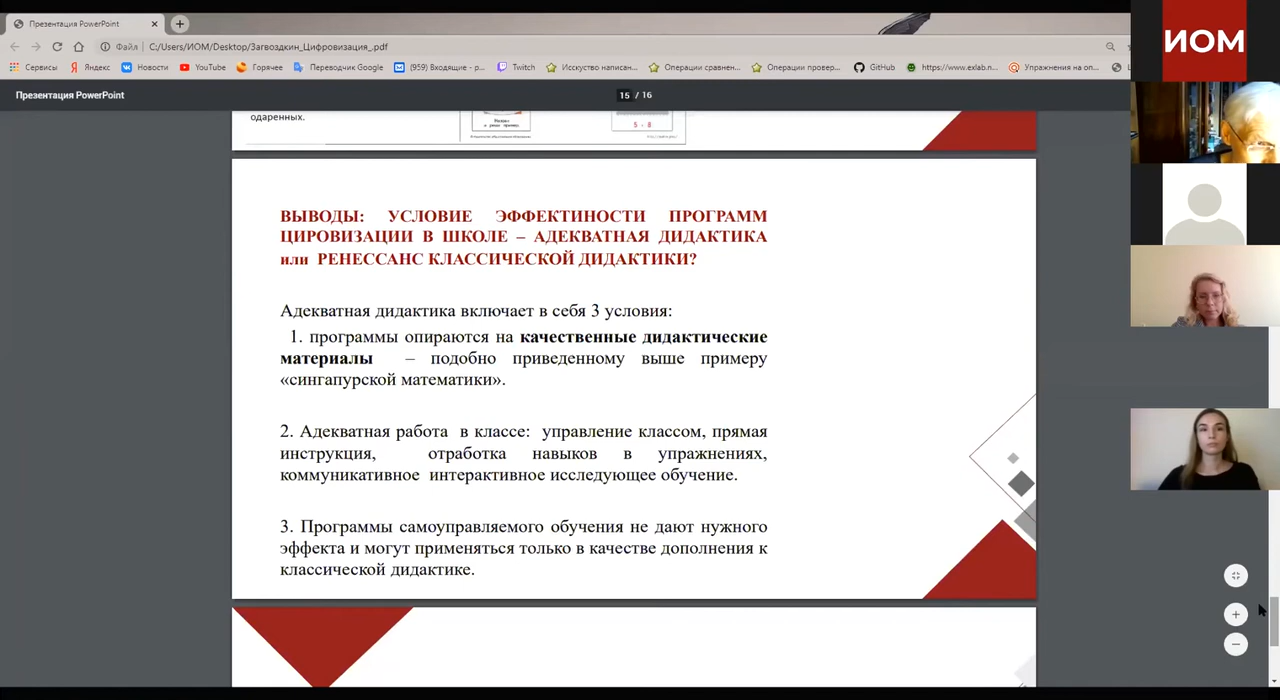 Презентация PowerPoint
Файл
C:/Users/ИОМ/Desktop/Загвоздкин_Цифровизация_.pdf
Сервисы
Яндекс
Новости
YouTube
Горячее
Переводчик Google
(959) Входящие - р...
Twitch
Исскуство написан...
Операции сравнен...
Операции провер...
GitHub
https://www.exlab.n...
Упражнения на оп...
ИОМ
Презентация PowerPoint
15 / 16
одаренных.
5 - 8
ВЫВОДЫ: УСЛОВИЕ ЭФФЕКТИНОСТИ ПРОГРАММ
ЦИРОВИЗАЦИИ В ШКОЛЕ – АДЕКВАТНАЯ ДИДАКТИКА
или РЕНЕССАНС КЛАССИЧЕСКОЙ ДИДАКТИКИ?
Адекватная дидактика включает в себя 3 условия:
1. программы опираются на качественные дидактические
материалы – подобно приведенному выше примеру
«сингапурской математики».
2. Адекватная работа в классе: управление классом, прямая
инструкция, отработка навыков в упражнениях,
коммуникативное интерактивное исследующее обучение.
3. Программы самоуправляемого обучения не дают нужного
эффекта и могут применяться только в качестве дополнения к
классической дидактике.